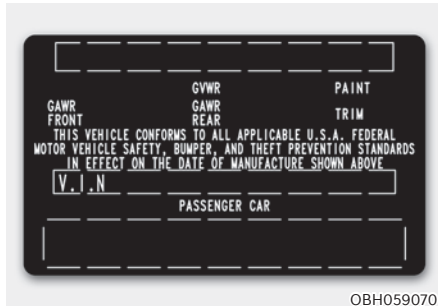 GVWR PAINT
GAWR FRONT GAWR REAR TRIM
THIS VEHICLE CONFORMS TO ALL APPLICABLE U.S.A. FEDERAL
MOTOR VEHICLE SAFETY, BUMPER, AND THEFT PREVENTION STANDARDS
IN EFFECT ON THE DATE OF MANUFACTURE SHOWN ABOVE
V.I.N
PASSENGER CAR
OBH059070